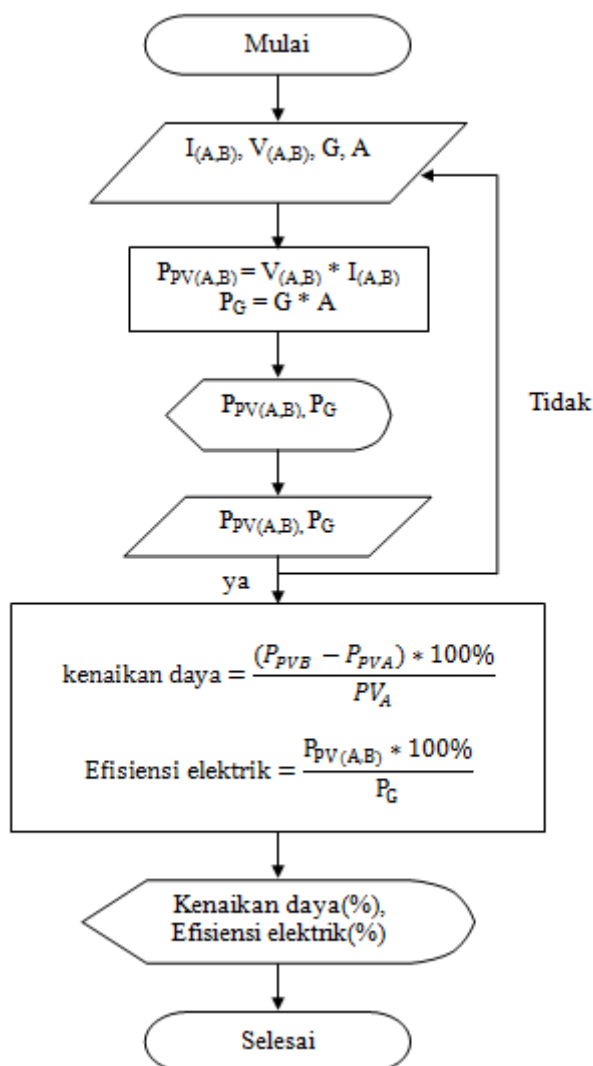 Mulai
I(A,B), V(A,B), G, A
PPV(A,B) = V(A,B) * I(A,B)
PG = G * A
PPV(A,B), PG
Tidak
PPV(A,B), PG
ya
kenaikan daya = (PPVB − PPVA) * 100% / PVA
Efisiensi elektrik = PPV(A,B) * 100% / PG
Kenaikan daya(%),
Efisiensi elektrik(%)
Selesai